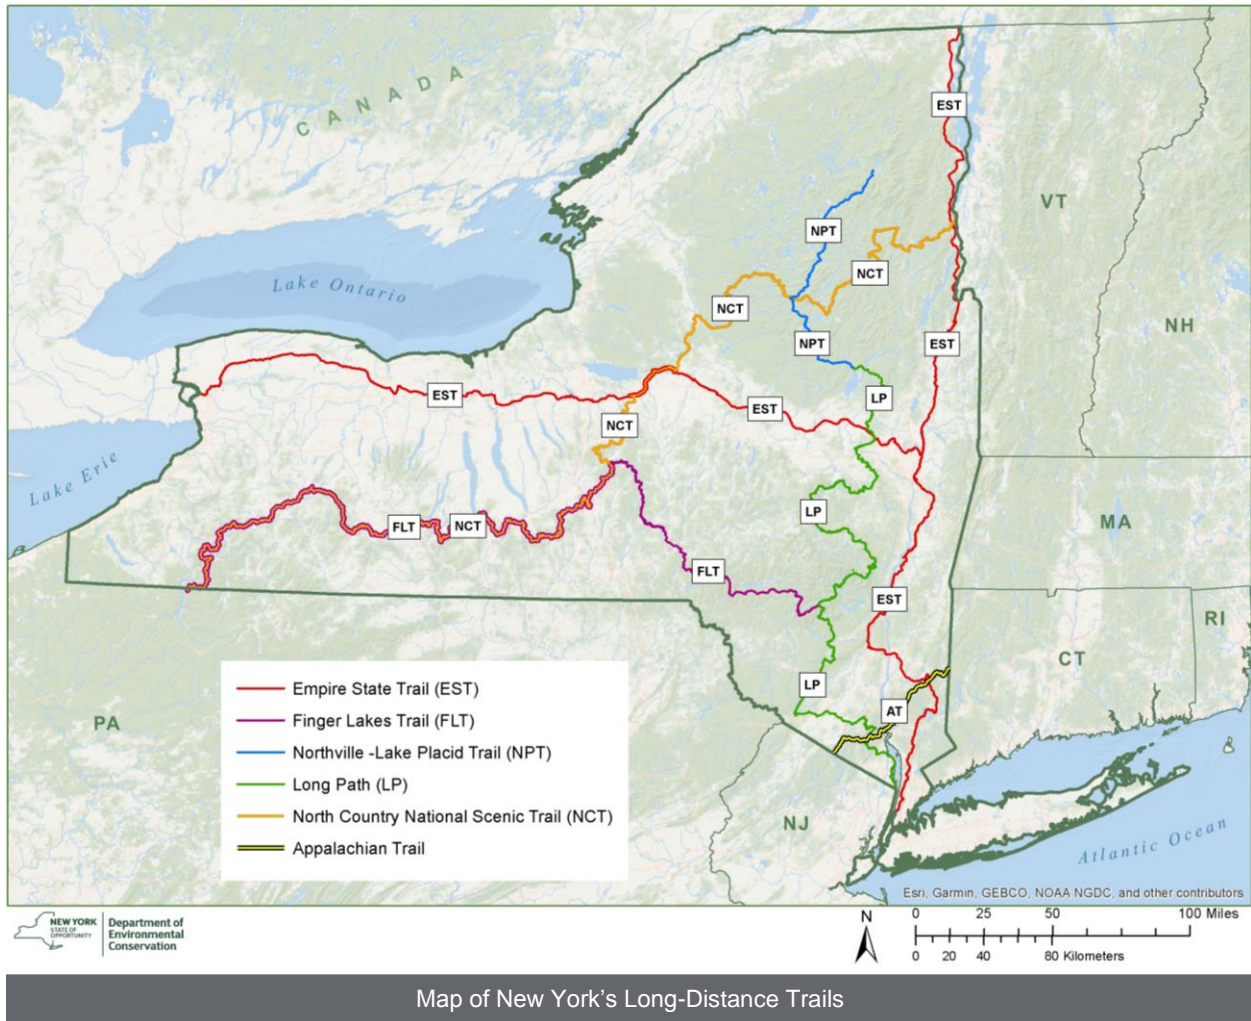 CANADA
EST
VT
NPT
NCT
Lake Ontario
NCT
NH
NPT
EST
EST
LP
EST
NCT
Lake Erie
LP
MA
FLT
NCT
FLT
EST
RI
CT
LP
AT
PA
NJ
Atlantic Ocean
Empire State Trail (EST)
Finger Lakes Trail (FLT)
Northville -Lake Placid Trail (NPT)
Long Path (LP)
North Country National Scenic Trail (NCT)
Appalachian Trail
Esri, Garmin, GEBCO, NOAA NGDC, and other contributors
NEW YORK
STATE OF
OPPORTUNITY
Department of
Environmental
Conservation
N
0 25 50 100 Miles
0 20 40 80 Kilometers
Map of New York’s Long-Distance Trails